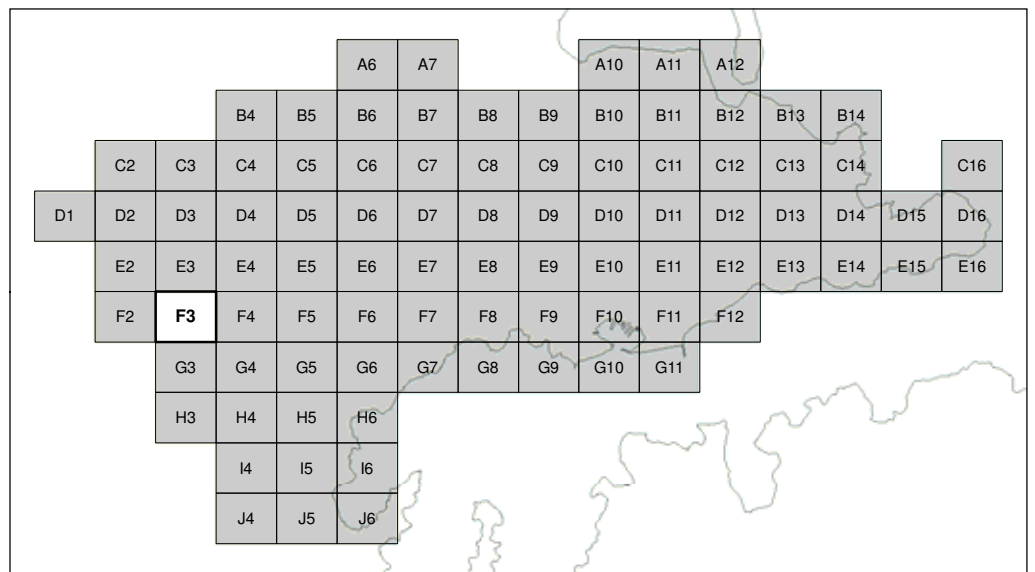 A6 A7 A10 A11 A12
B4 B5 B6 B7 B8 B9 B10 B11 B12 B13 B14
C2 C3 C4 C5 C6 C7 C8 C9 C10 C11 C12 C13 C14 C16
D1 D2 D3 D4 D5 D6 D7 D8 D9 D10 D11 D12 D13 D14 D15 D16
E2 E3 E4 E5 E6 E7 E8 E9 E10 E11 E12 E13 E14 E15 E16
F2 F3 F4 F5 F6 F7 F8 F9 F10 F11 F12
G3 G4 G5 G6 G7 G8 G9 G10 G11
H3 H4 H5 H6
I4 I5 I6
J4 J5 J6